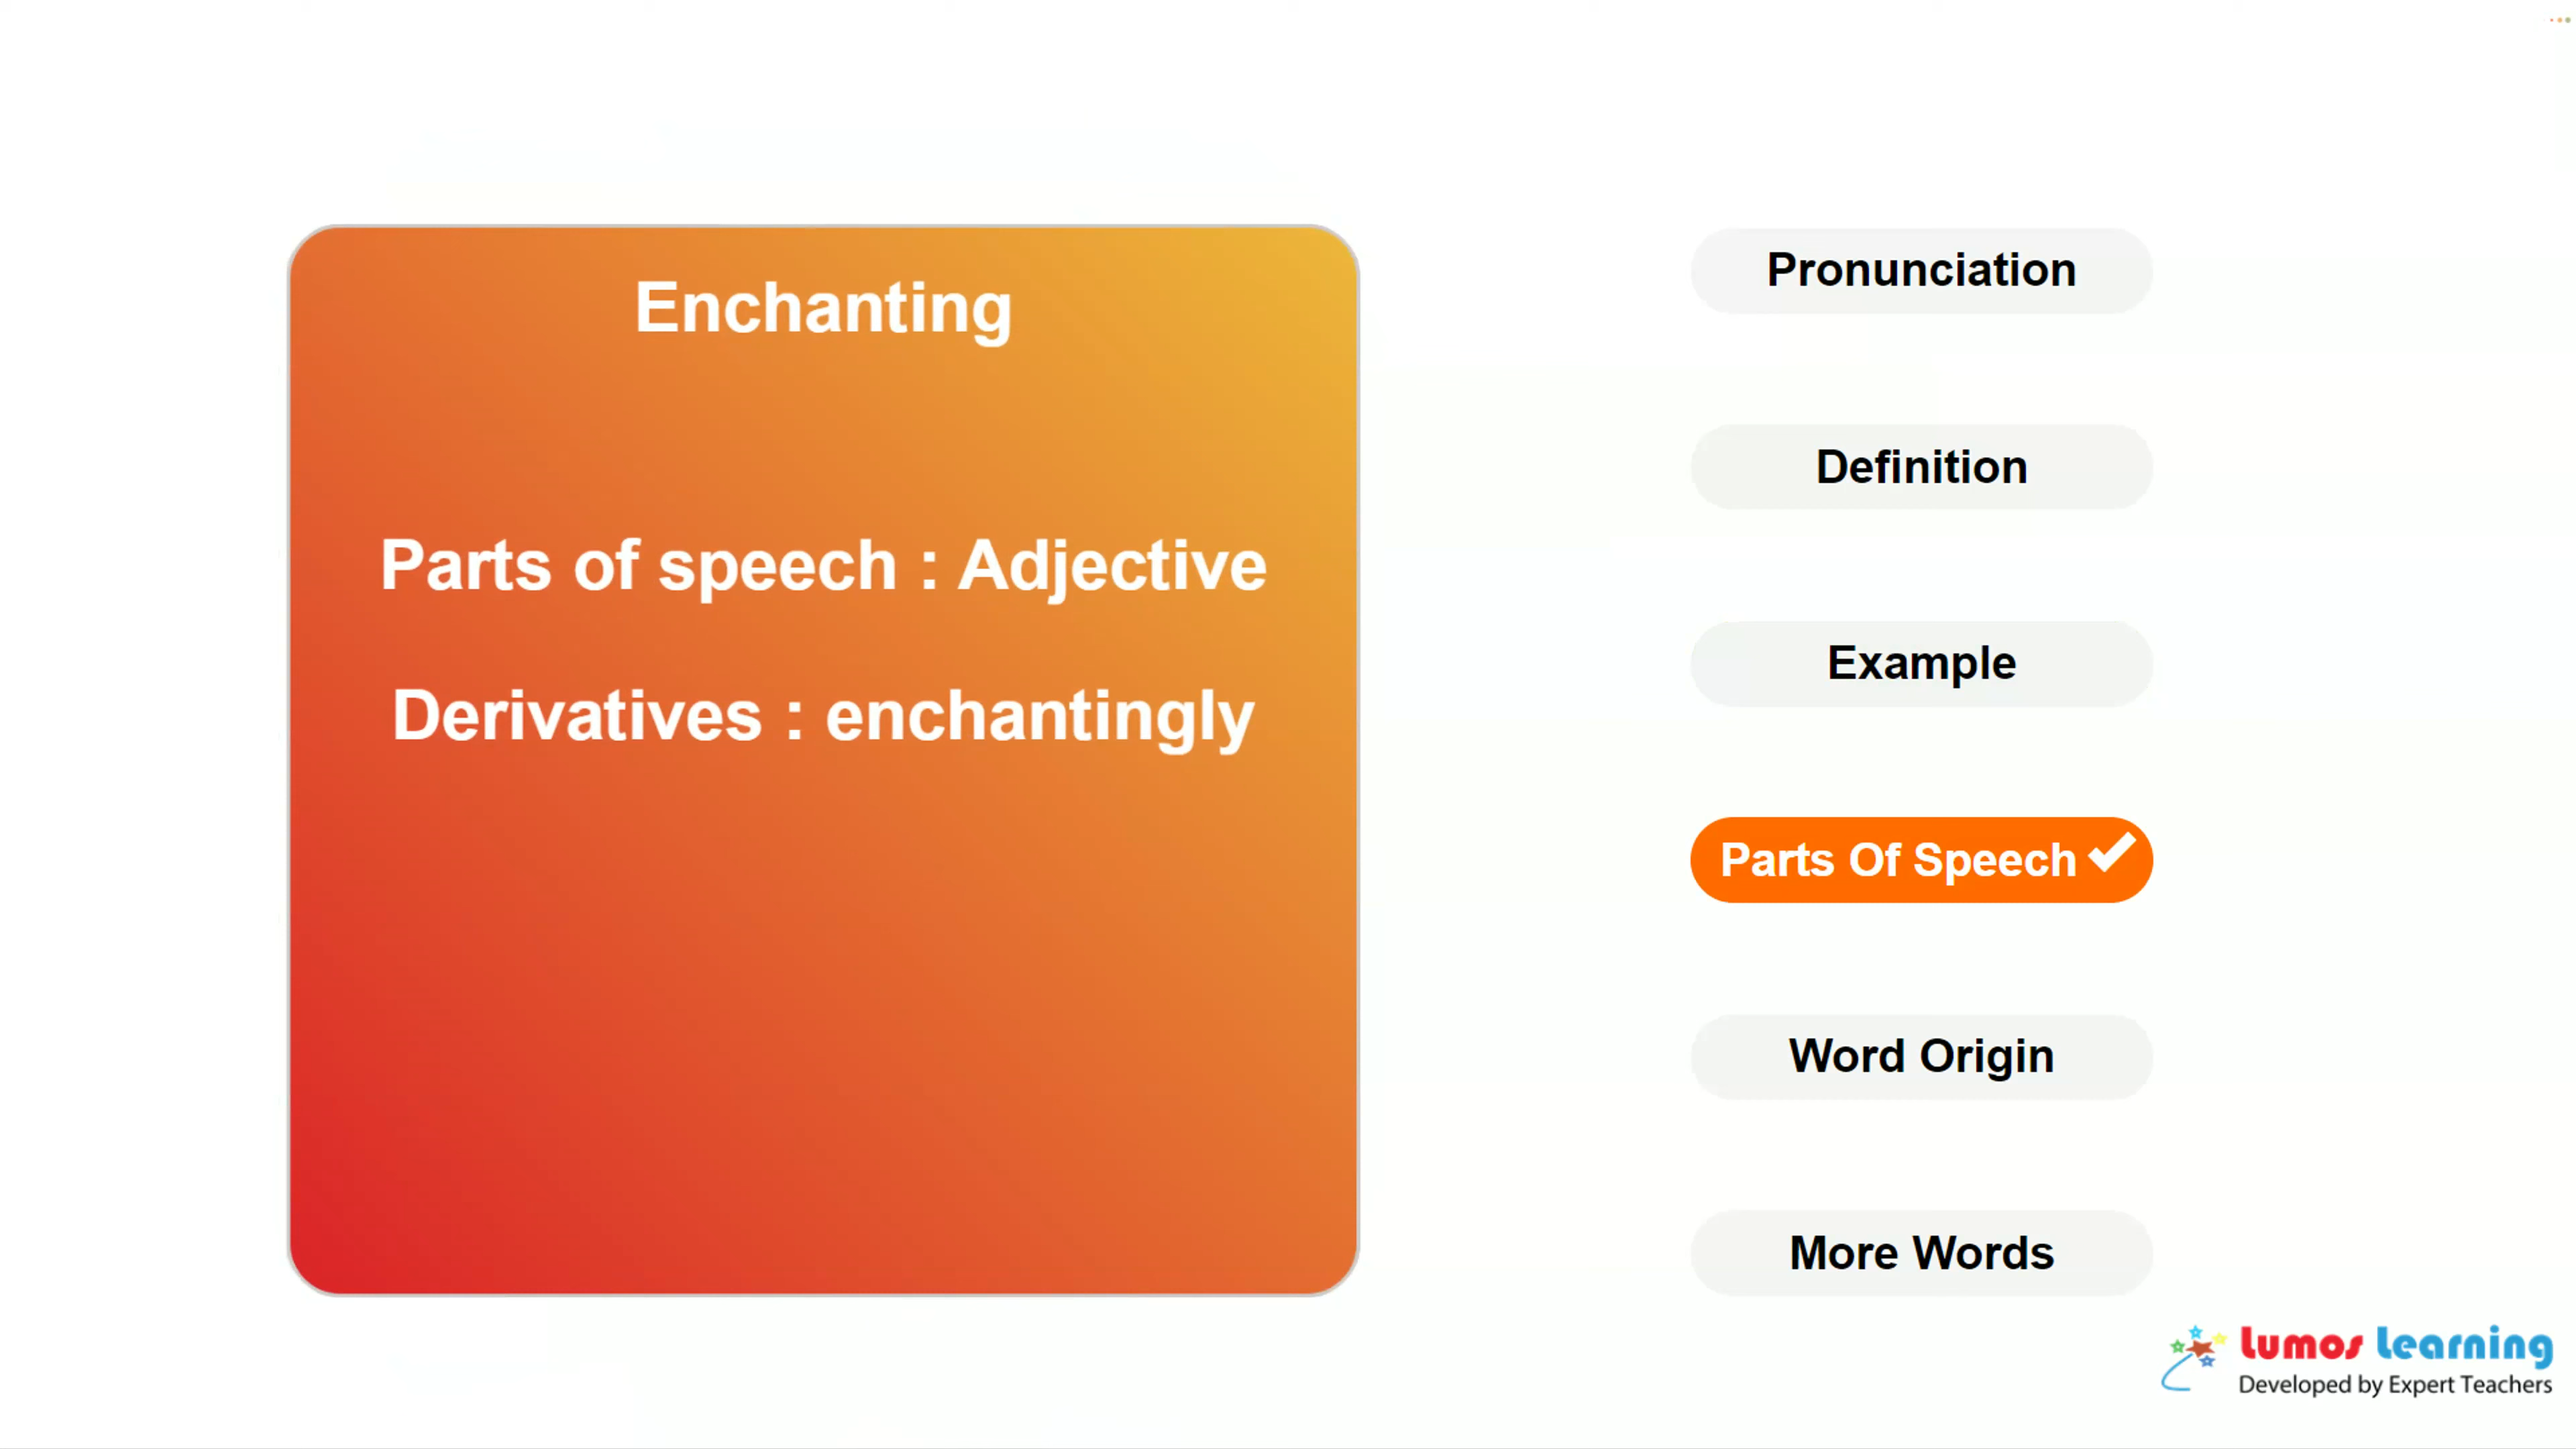 Enchanting
Parts of speech : Adjective
Derivatives : enchantingly
Pronunciation
Definition
Example
Parts Of Speech
Word Origin
More Words
Lumos Learning
Developed by Expert Teachers